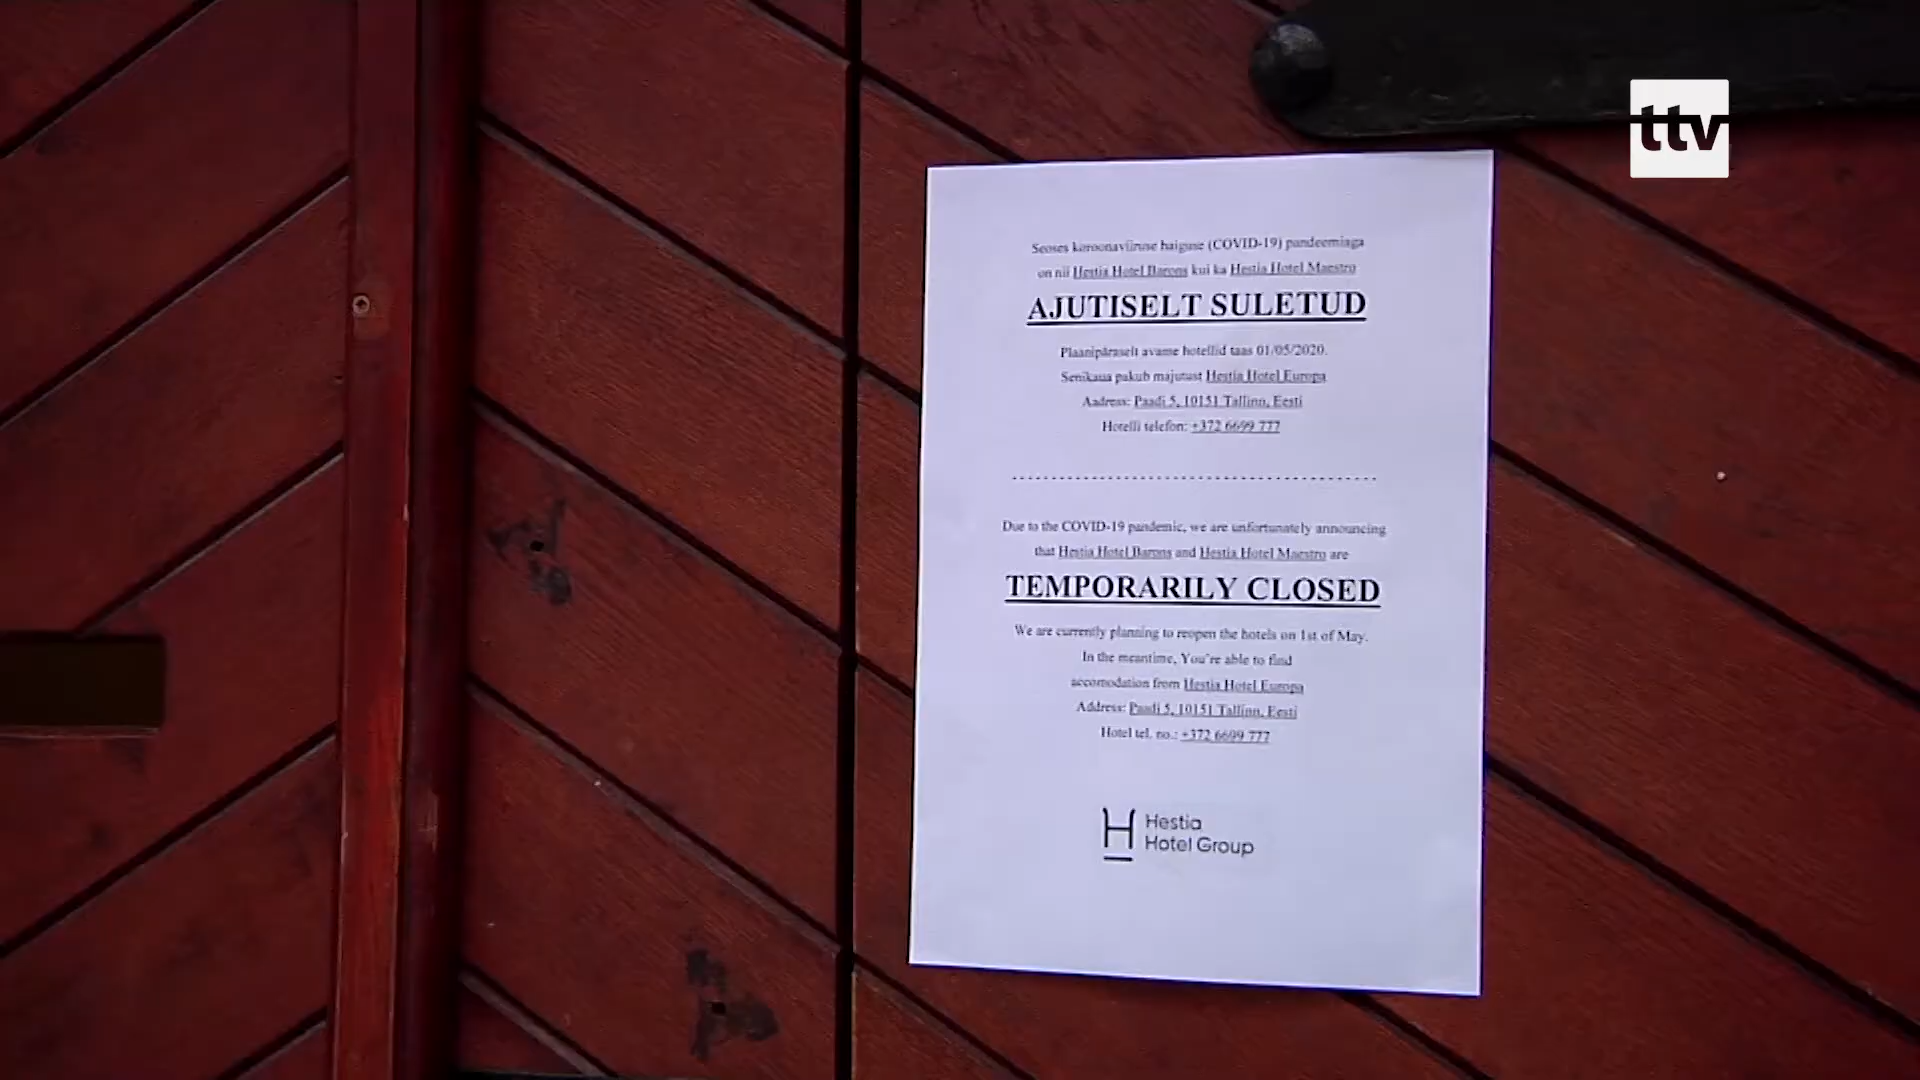 ttv
Seoses koroonaviiruse haiguse (COVID-19) pandeemiaga
on nii Hestia Hotel Barons kui ka Hestia Hotel Maestro
AJUTISELT SULETUD
Plaanipäraselt avame hotellid taas 01/05/2020.
Senikaua pakub majutust Hestia Hotel Europa
Aadress: Paadi 5, 10151 Tallinn, Eesti
Hotelli telefon: +372 6699 777
Due to the COVID-19 pandemic, we are unfortunately announcing
that Hestia Hotel Barons and Hestia Hotel Maestro are
TEMPORARILY CLOSED
We are currently planning to reopen the hotels on 1st of May.
In the meantime, You're able to find
accomodation from Hestia Hotel Europa
Address: Paadi 5, 10151 Tallinn, Eesti
Hotel tel. no.: +372 6699 777
H Hestia
Hotel Group